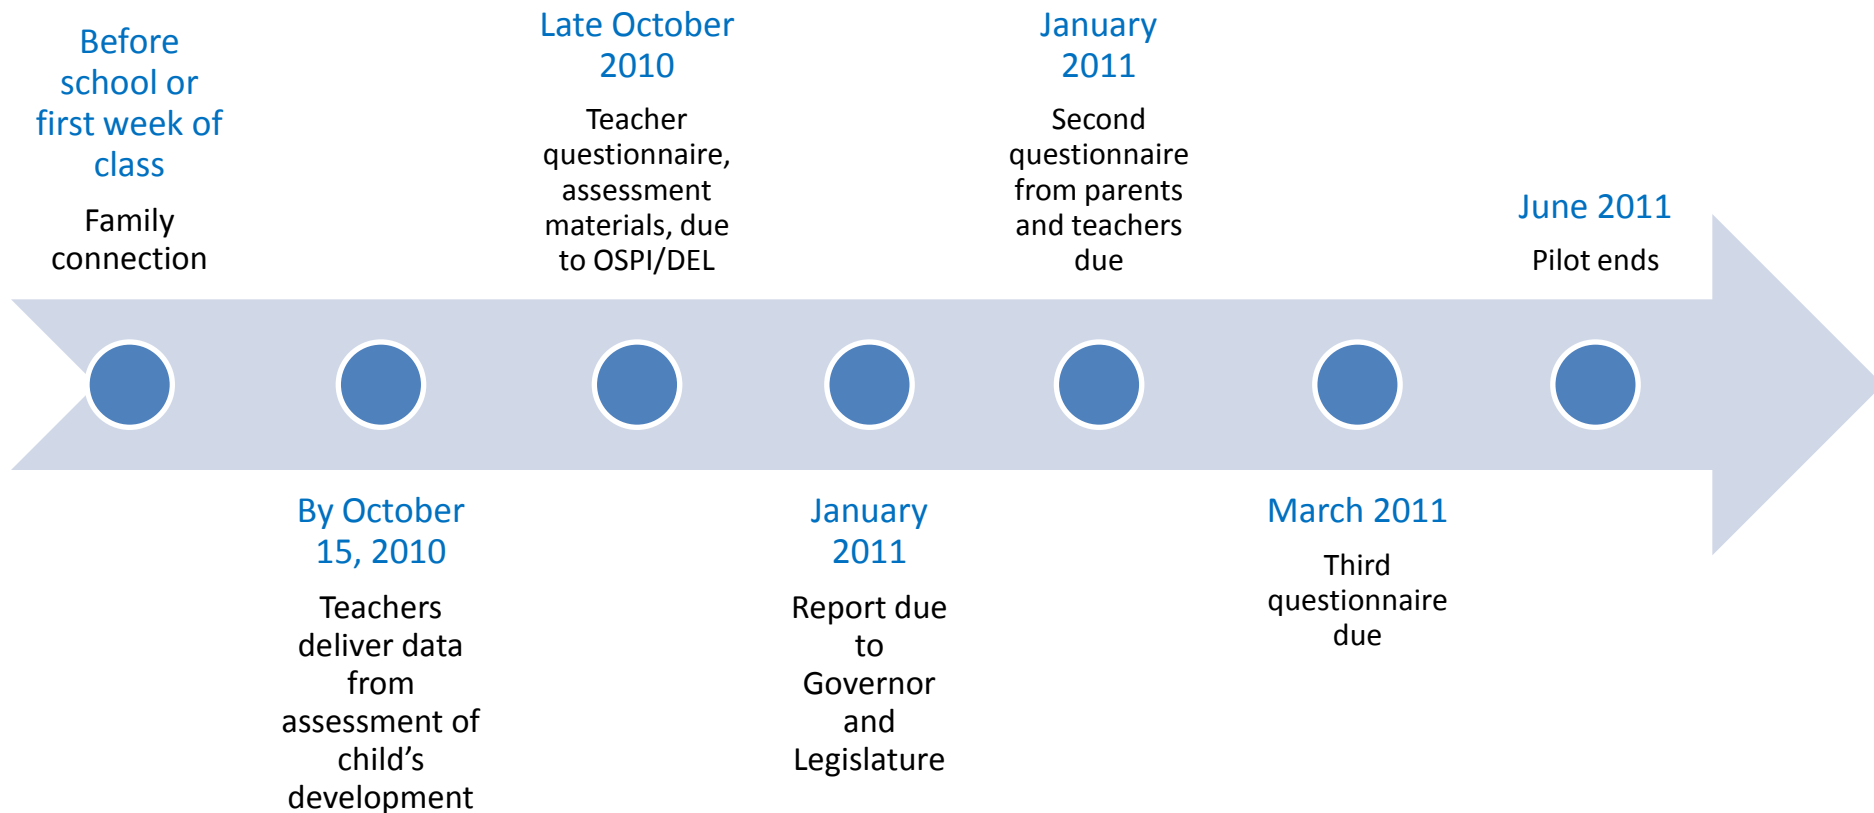 Before
school or
first week of
class
Family
connection
By October
15, 2010
Teachers
deliver data
from
assessment of
child’s
development
Late October
2010
Teacher
questionnaire,
assessment
materials, due
to OSPI/DEL
January
2011
Report due
to
Governor
and
Legislature
January
2011
Second
questionnaire
from parents
and teachers
due
March 2011
Third
questionnaire
due
June 2011
Pilot ends